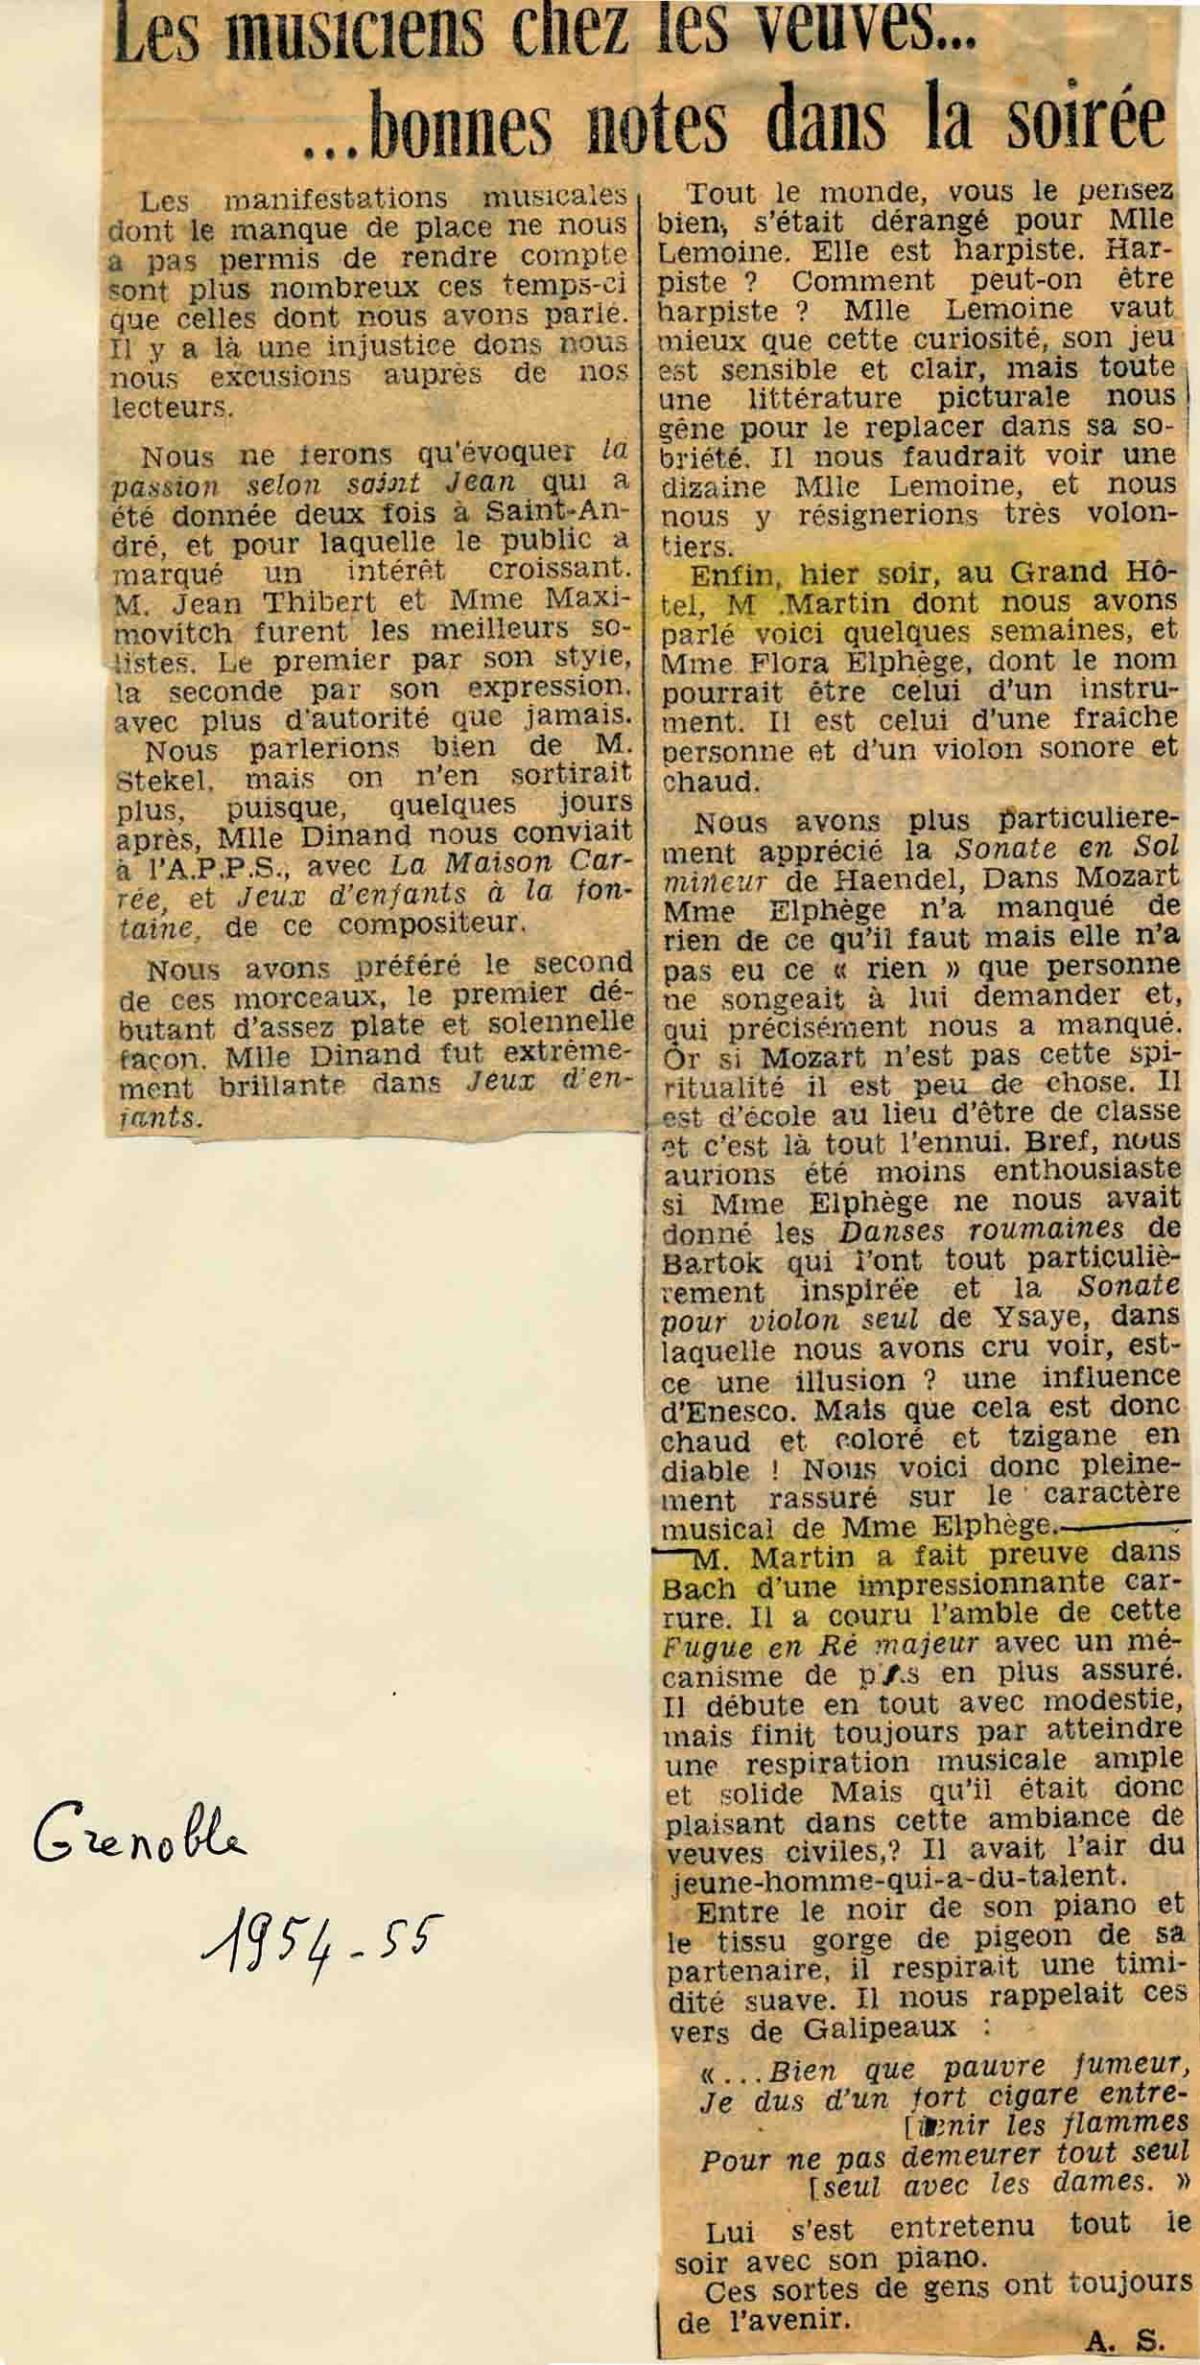 Les musiciens chez les veuves...
...bonnes notes dans la soirée
Les manifestations musicales
dont le manque de place ne nous
a pas permis de rendre compte
sont plus nombreux ces temps-ci
que celles dont nous avons parlé.
Il y a là une injustice dons nous
nous excusions auprès de nos
lecteurs.
Nous ne ferons qu'évoquer la
passion selon saint Jean qui a
été donnée deux fois à Saint-An-
dré, et pour laquelle le public a
marqué un intérêt croissant.
M. Jean Thibert et Mme Maxi-
movitch furent les meilleurs so-
listes. Le premier par son style,
la seconde par son expression,
avec plus d'autorité que jamais.
Nous parlerions bien de M.
Stekel, mais on n'en sortirait
plus, puisque, quelques jours
après, Mlle Dinand nous conviait
à l'A.P.P.S., avec La Maison Car-
rée, et Jeux d'enfants à la fon-
taine, de ce compositeur.
Nous avons préféré le second
de ces morceaux, le premier dé-
butant d'assez plate et solennelle
façon. Mlle Dinand fut extrême-
ment brillante dans Jeux d'en-
fants.
Tout le monde, vous le pensez
bien, s'était dérangé pour Mlle
Lemoine. Elle est harpiste. Har-
piste ? Comment peut-on être
harpiste ? Mlle Lemoine vaut
mieux que cette curiosité, son jeu
est sensible et clair, mais toute
une littérature picturale nous
gêne pour le replacer dans sa so-
briété. Il nous faudrait voir une
dizaine Mlle Lemoine, et nous
nous y résignerions très volon-
tiers.
Enfin, hier soir, au Grand Hô-
tel, M .Martin dont nous avons
parlé voici quelques semaines, et
Mme Flora Elphège, dont le nom
pourrait être celui d'un instru-
ment. Il est celui d'une fraîche
personne et d'un violon sonore et
chaud.
Nous avons plus particulière-
ment apprécié la Sonate en Sol
mineur de Haendel, Dans Mozart
Mme Elphège n'a manqué de
rien de ce qu'il faut mais elle n'a
pas eu ce « rien » que personne
ne songeait à lui demander et,
qui précisément nous a manqué.
Or si Mozart n'est pas cette spi-
ritualité il est peu de chose. Il
est d'école au lieu d'être de classe
et c'est là tout l'ennui. Bref, nous
aurions été moins enthousiaste
si Mme Elphège ne nous avait
donné les Danses roumaines de
Bartok qui l'ont tout particuliè-
rement inspirée et la Sonate
pour violon seul de Ysaye, dans
laquelle nous avons cru voir, est-
ce une illusion ? une influence
d'Enesco. Mais que cela est donc
chaud et coloré et tzigane en
diable ! Nous voici donc pleine-
ment rassuré sur le caractère
musical de Mme Elphège.
M. Martin a fait preuve dans
Bach d'une impressionnante car-
rure. Il a couru l'amble de cette
Fugue en Ré majeur avec un mé-
canisme de en plus assuré.
Il débute en tout avec modestie,
mais finit toujours par atteindre
une respiration musicale ample
et solide Mais qu'il était donc
plaisant dans cette ambiance de
veuves civiles,? Il avait l'air du
jeune-homme-qui-a-du-talent.
Entre le noir de son piano et
le tissu gorge de pigeon de sa
partenaire, il respirait une timi-
dité suave. Il nous rappelait ces
vers de Galipeaux :
« ...Bien que pauvre fumeur,
Je dus d'un fort cigare entre-
[tenir les flammes
Pour ne pas demeurer tout seul
[seul avec les dames. »
Lui s'est entretenu tout le
soir avec son piano.
Ces sortes de gens ont toujours
de l'avenir.
A. S.
Grenoble
1954-55